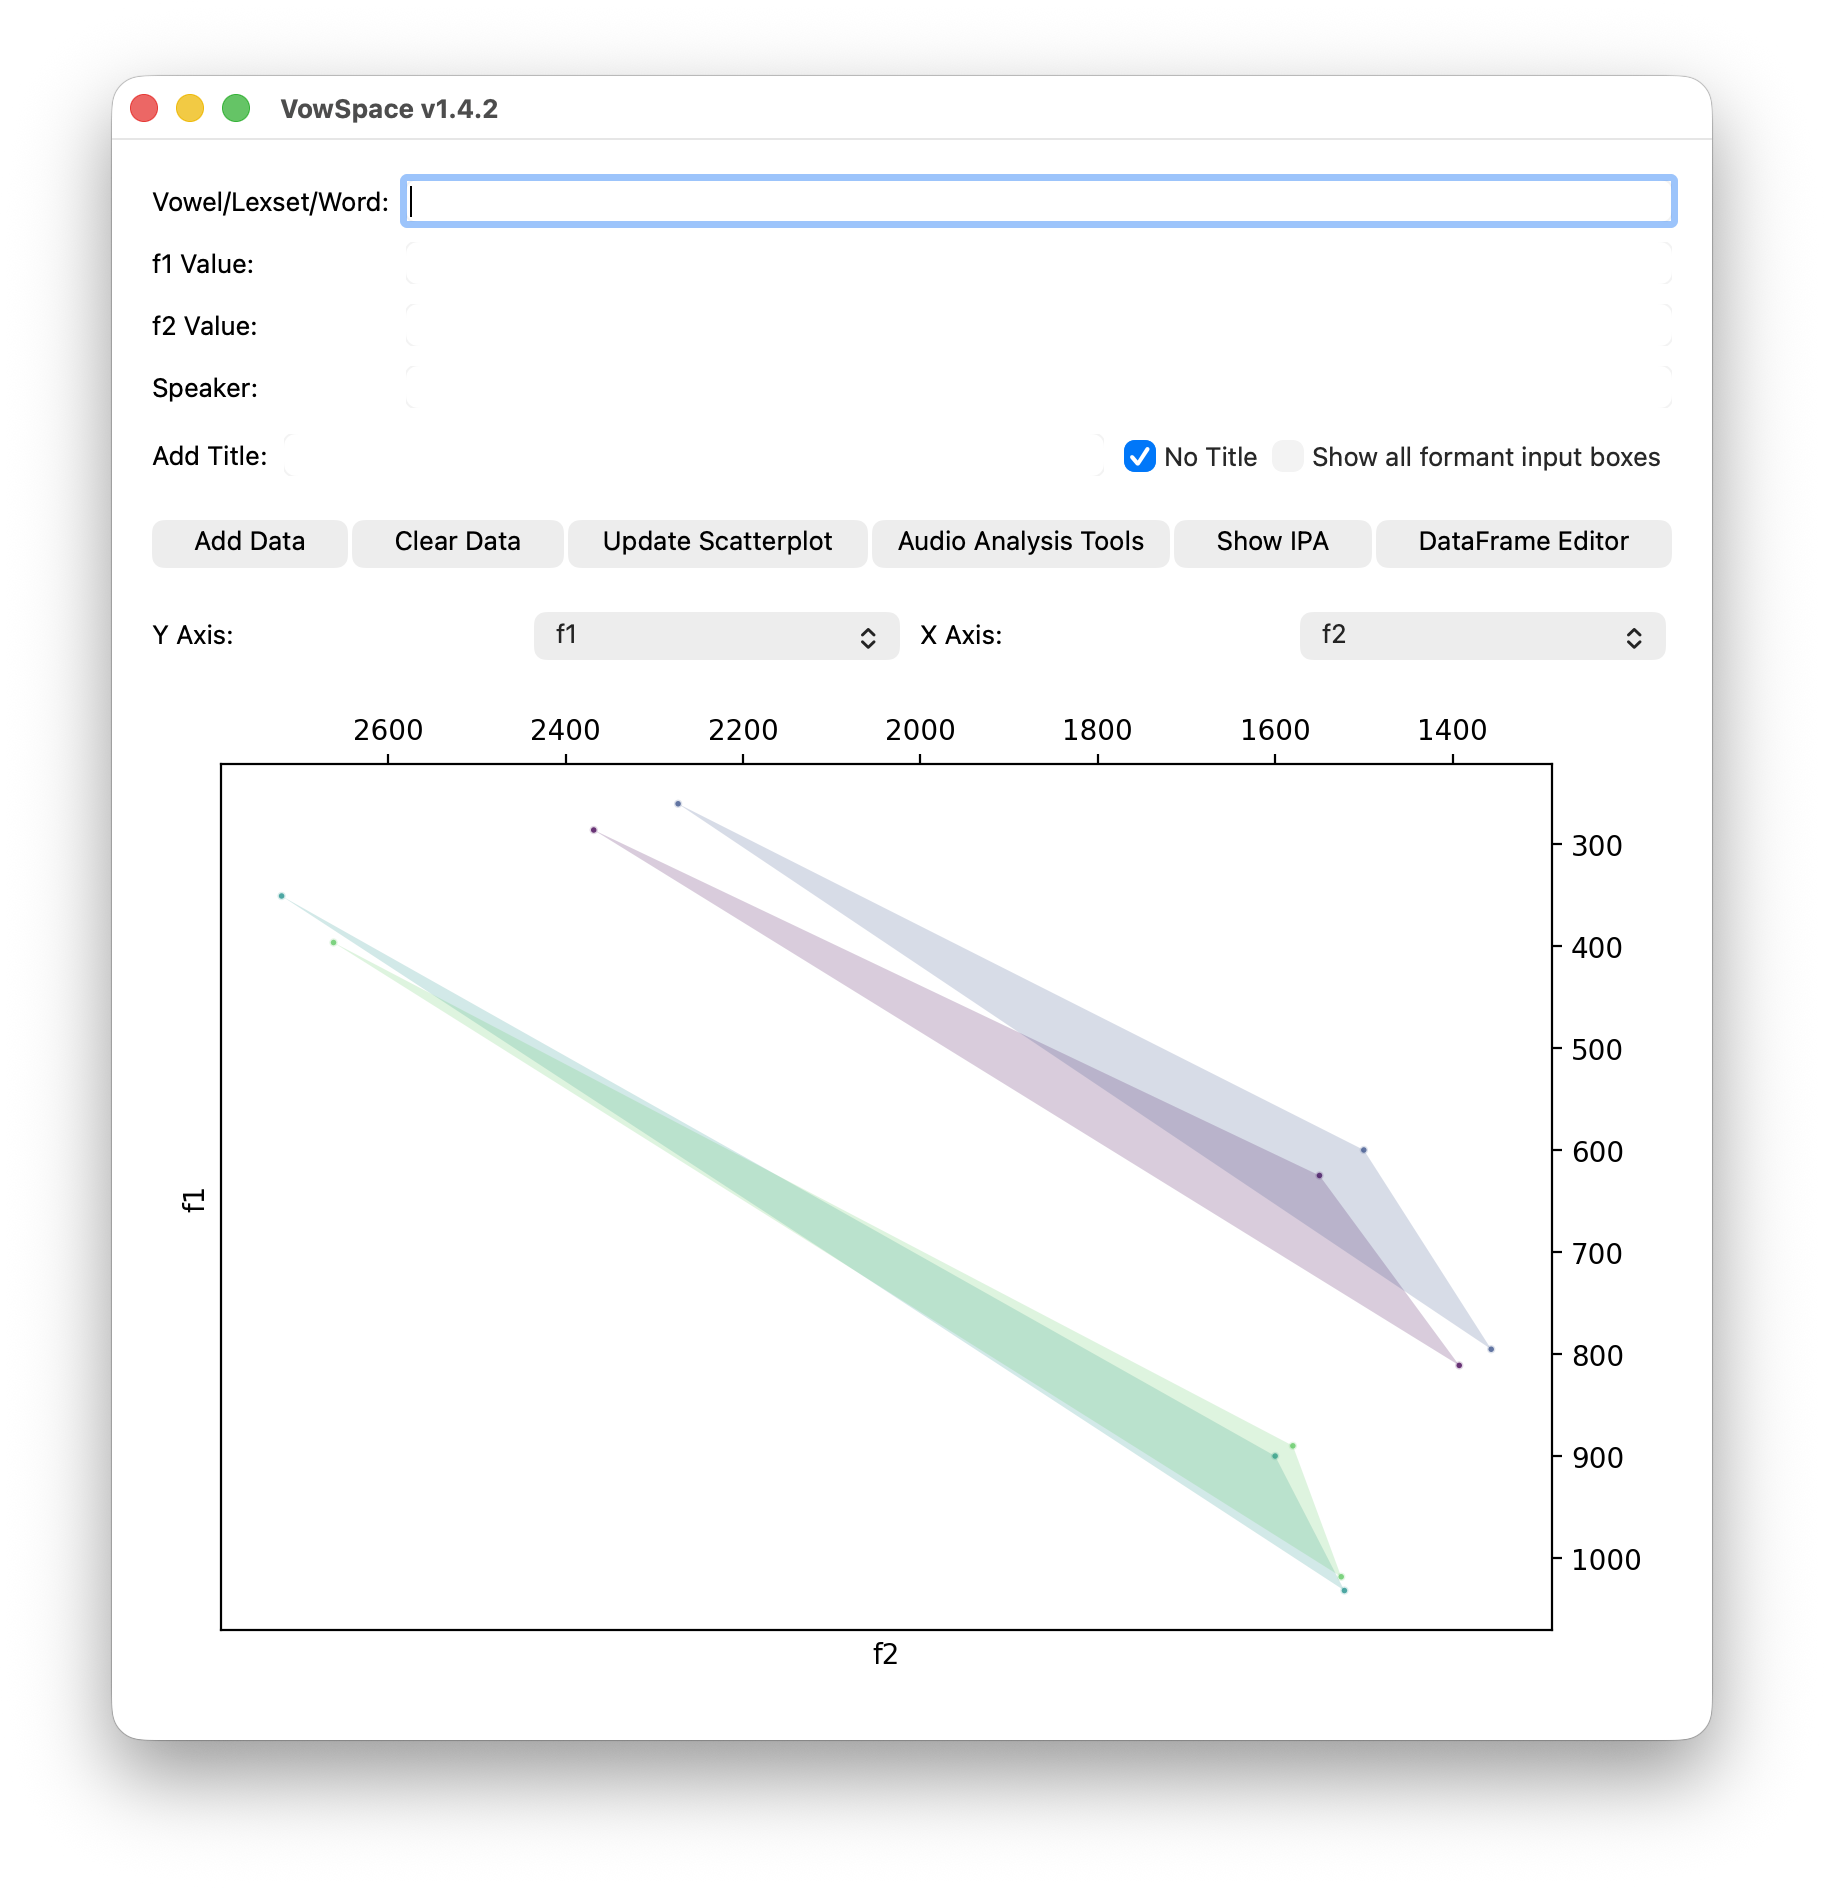 VowSpace v1.4.2
Vowel/Lexset/Word:
f1 Value:
f2 Value:
Speaker:
Add Title: No Title Show all formant input boxes
Add Data Clear Data Update Scatterplot Audio Analysis Tools Show IPA DataFrame Editor
Y Axis: f1 X Axis: f2
2600 2400 2200 2000 1800 1600 1400
300
400
500
600
f1
700
800
900
1000
f2